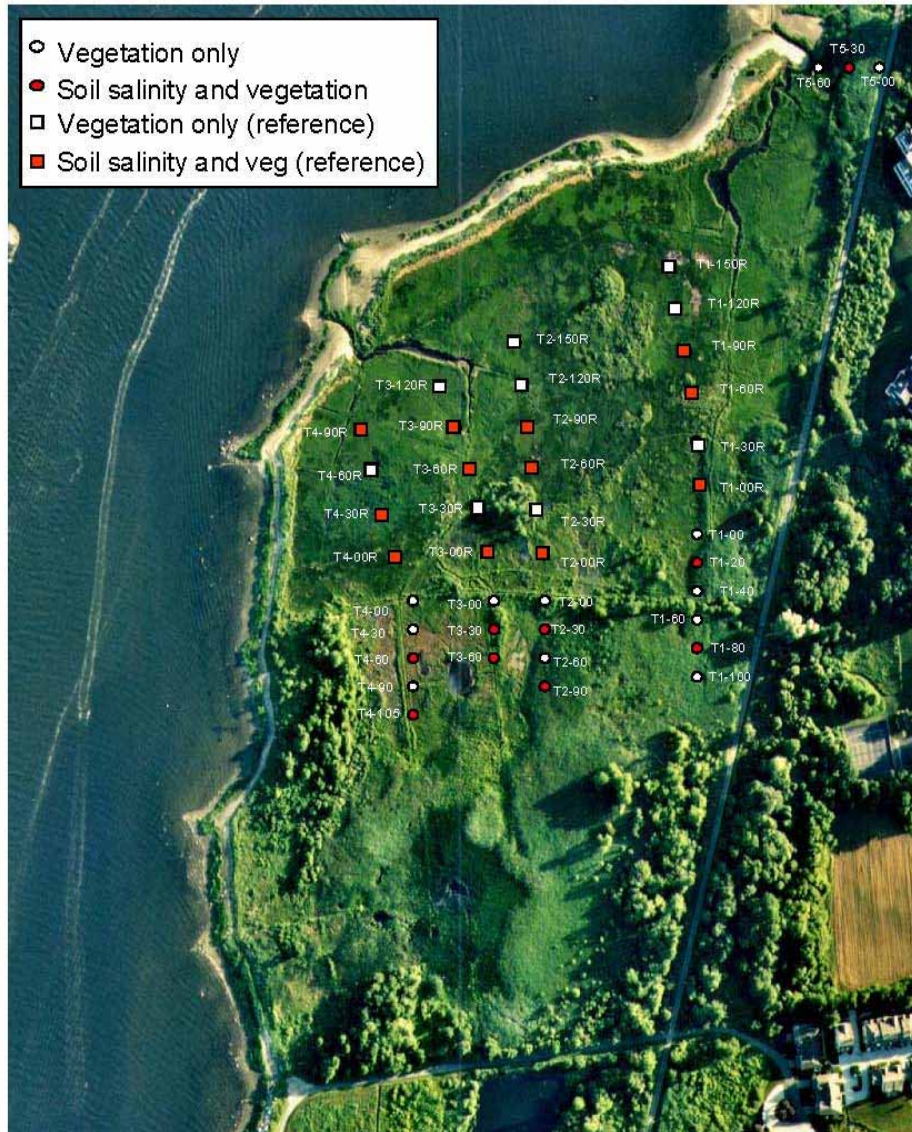 Vegetation only
Soil salinity and vegetation
Vegetation only (reference)
Soil salinity and veg (reference)
T5-30
T5-60
T5-00
T1-150R
T1-120R
T2-150R
T1-90R
T3-120R
T2-120R
T1-60R
T4-90R
T3-90R
T2-90R
T1-30R
T4-60R
T3-60R
T2-60R
T1-00R
T4-30R
T3-30R
T2-30R
T1-00
T4-00R
T3-00R
T2-00R
T1-20
T1-40
T4-00
T3-00
T2-00
T1-60
T4-30
T3-30
T2-30
T1-80
T4-60
T3-60
T2-60
T1-100
T4-90
T2-90
T4-105